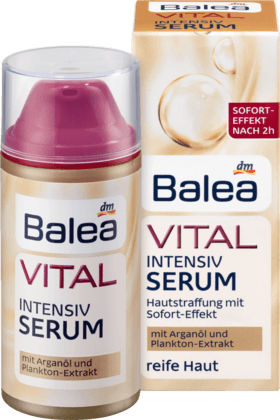 dm
Balea
VITAL
INTENSIV
SERUM
mit Arganöl und
Plankton-Extrakt
SOFORT-
EFFEKT
NACH 2h
dm
Balea
VITAL
INTENSIV
SERUM
Hautstraffung mit
Sofort-Effekt
mit Arganöl und
Plankton-Extrakt
reife Haut